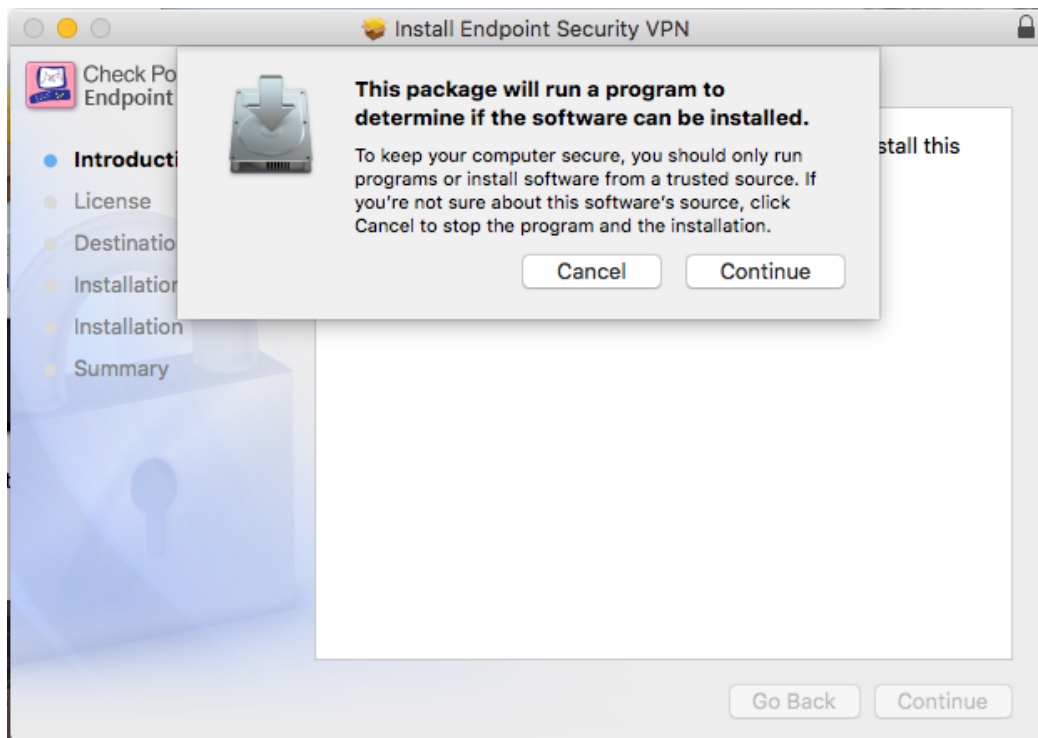 Install Endpoint Security VPN
Check Po
Endpoint
This package will run a program to
determine if the software can be installed.
To keep your computer secure, you should only run
programs or install software from a trusted source. If
you're not sure about this software's source, click
Cancel to stop the program and the installation.
Cancel
Continue
stall this
Introducti
License
Destinatio
Installation
Installation
Summary
Go Back
Continue